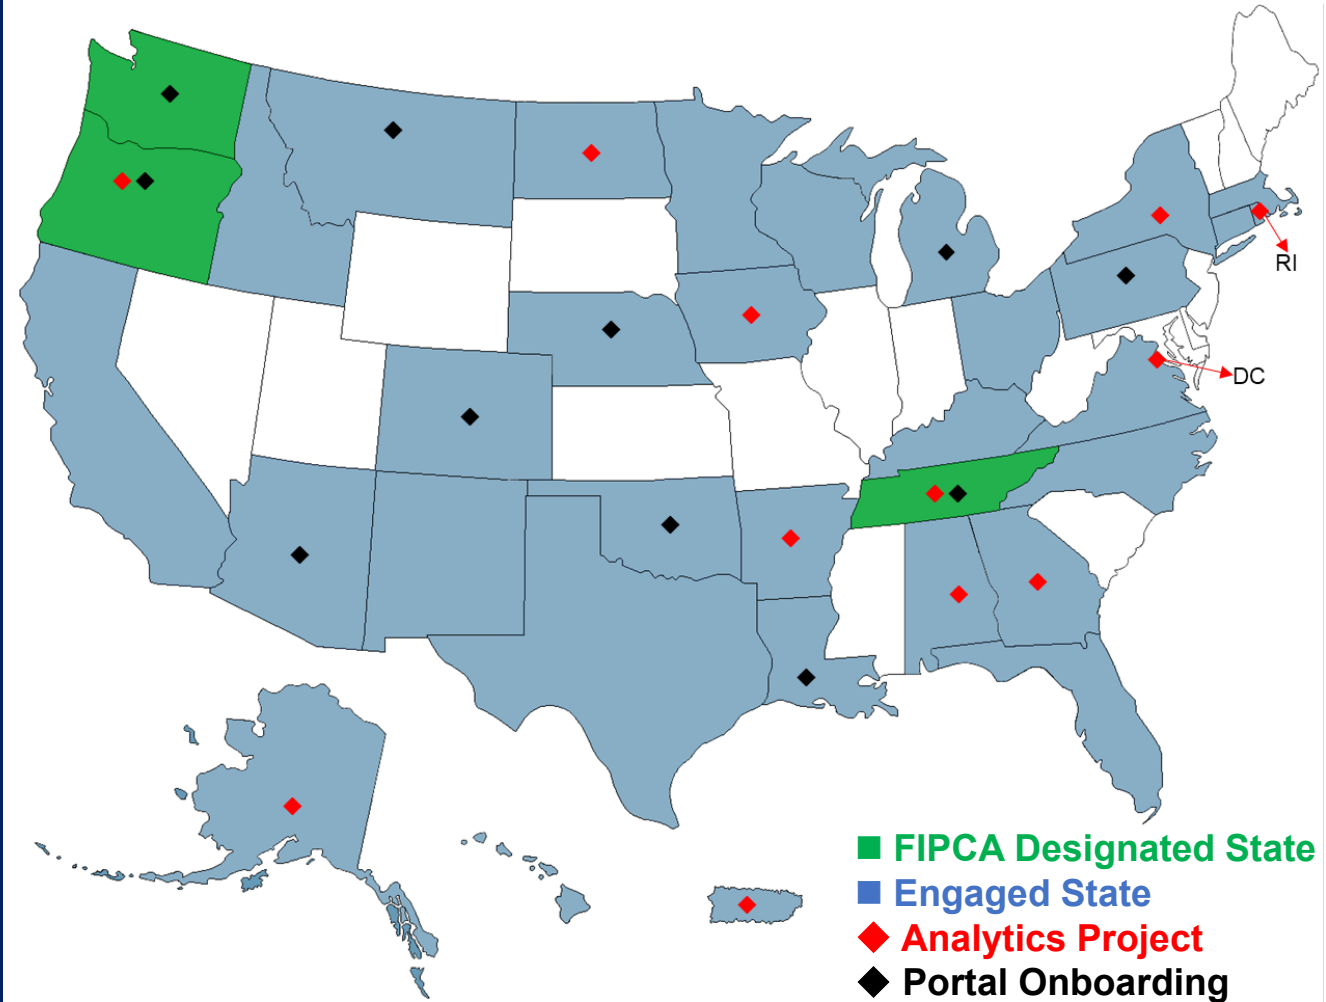 RI
DC
FIPCA Designated State
Engaged State
Analytics Project
Portal Onboarding